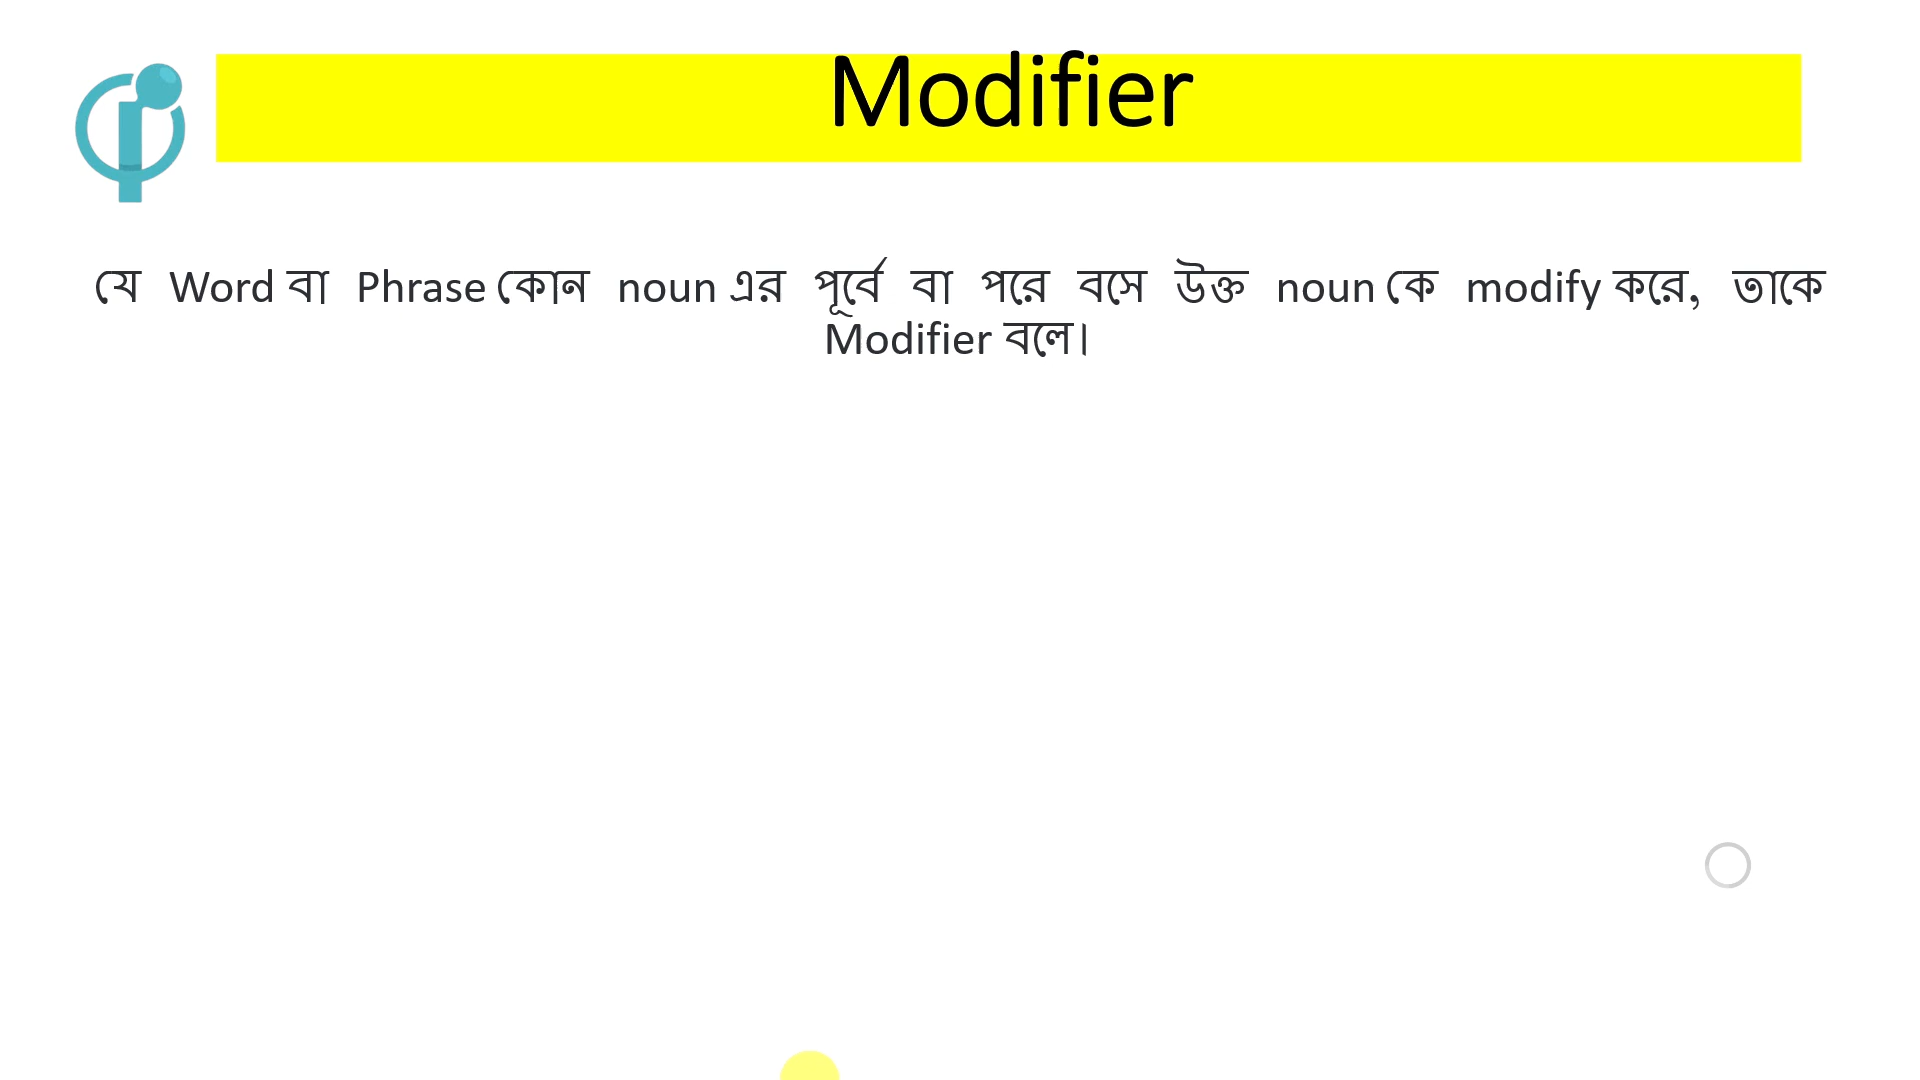 Modifier
যে Word বা Phrase কোন noun এর পূর্বে বা পরে বসে উক্ত noun কে modify করে, তাকে
Modifier বলে।